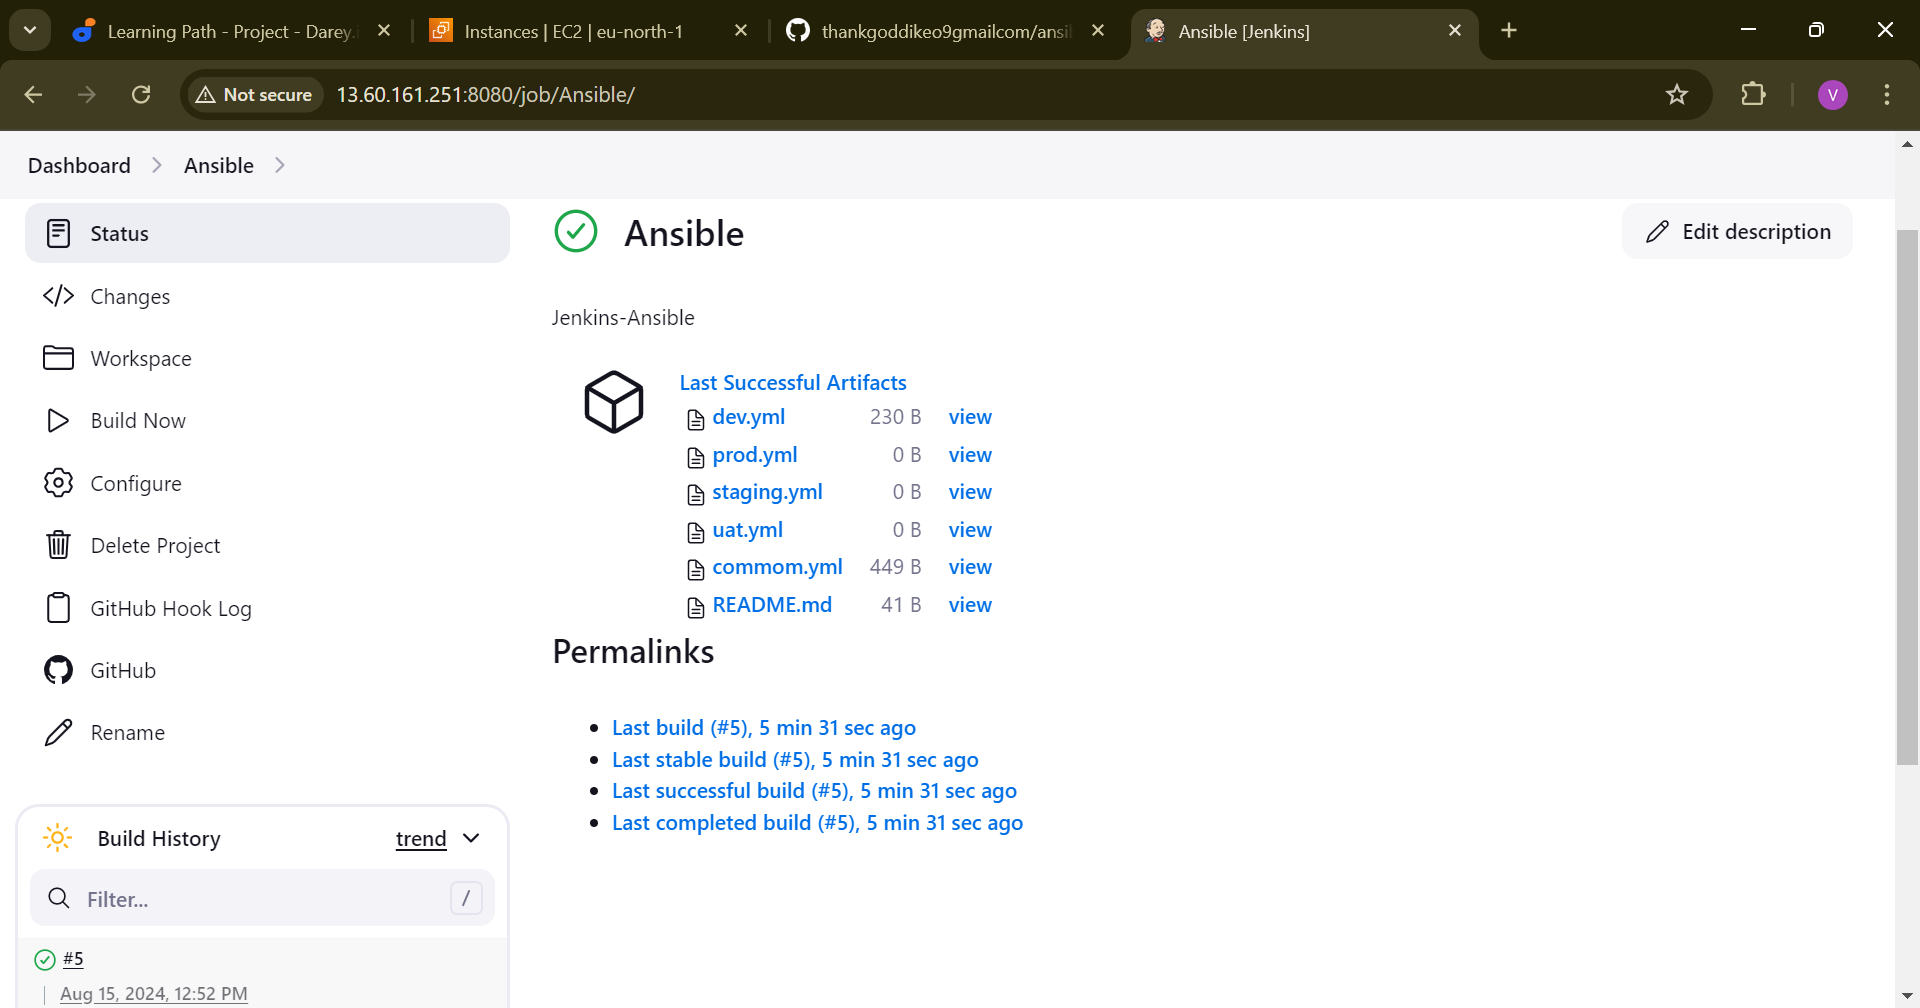 Learning Path - Project - Darey.i
Instances | EC2 | eu-north-1
thankgoddikeo9gmailcom/ansil
Ansible [Jenkins]
Not secure
13.60.161.251:8080/job/Ansible/
V
Dashboard
Ansible
Status
Changes
Workspace
Build Now
Configure
Delete Project
GitHub Hook Log
GitHub
Rename
Build History
trend
Filter...
/
#5
Aug 15, 2024, 12:52 PM
Ansible
Edit description
Jenkins-Ansible
Last Successful Artifacts
dev.yml 230 B view
prod.yml 0 B view
staging.yml 0 B view
uat.yml 0 B view
commom.yml 449 B view
README.md 41 B view
Permalinks
Last build (#5), 5 min 31 sec ago
Last stable build (#5), 5 min 31 sec ago
Last successful build (#5), 5 min 31 sec ago
Last completed build (#5), 5 min 31 sec ago